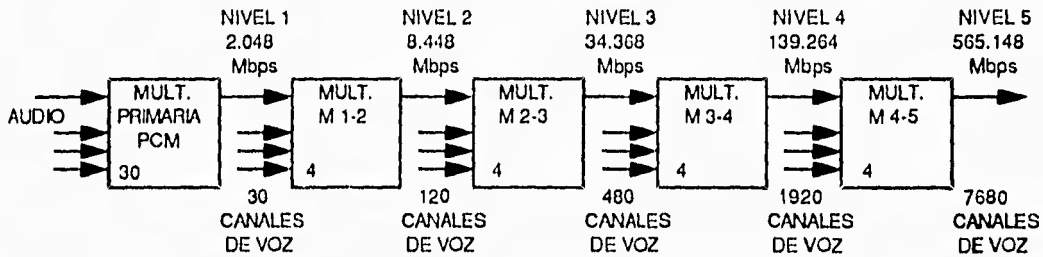 NIVEL 1 NIVEL 2 NIVEL 3 NIVEL 4 NIVEL 5
2.048 8.448 34.368 139.264 565.148
Mbps Mbps Mbps Mbps Mbps
MULT. MULT. MULT. MULT. MULT.
AUDIO PRIMARIA M 1-2 M 2-3 M 3-4 M 4-5
PCM
30 4 4 4 4
30 120 480 1920 7680
CANALES CANALES CANALES CANALES CANALES
DE VOZ DE VOZ DE VOZ DE VOZ DE VOZ